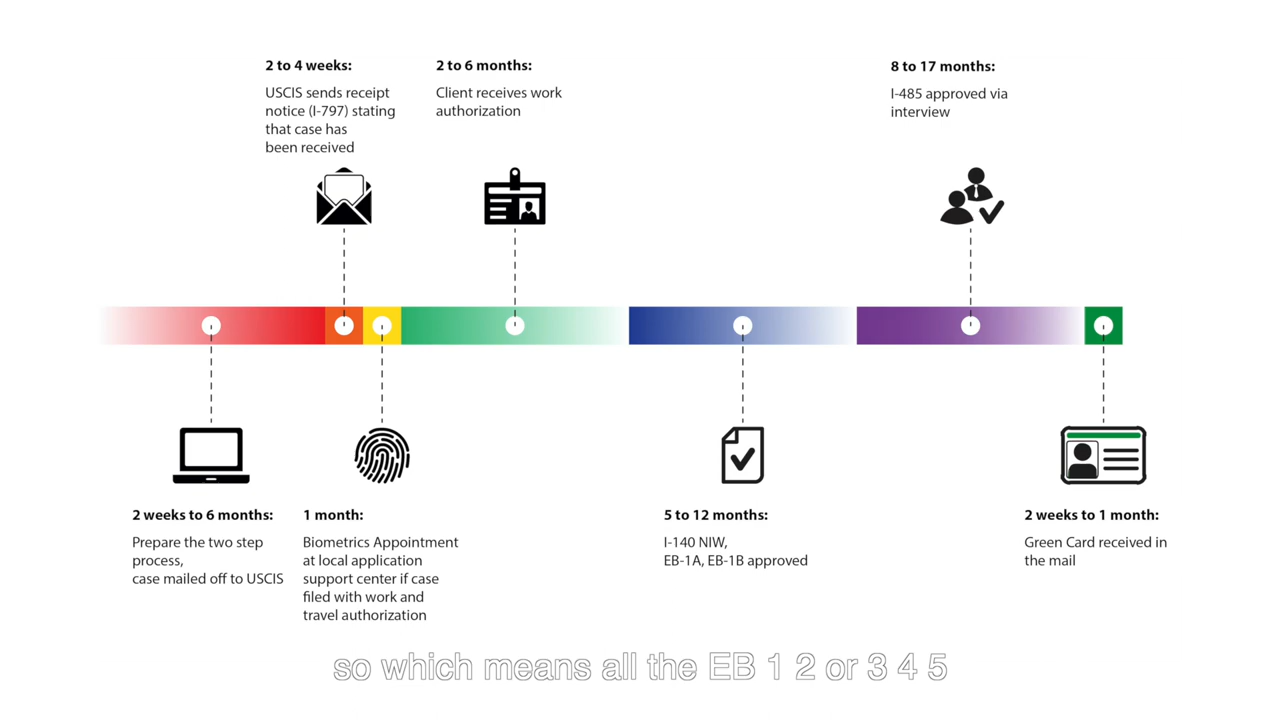 2 to 4 weeks:
USCIS sends receipt
notice (I-797) stating
that case has
been received
2 to 6 months:
Client receives work
authorization
8 to 17 months:
I-485 approved via
interview
2 weeks to 6 months:
Prepare the two step
process,
case mailed off to USCIS
1 month:
Biometrics Appointment
at local application
support center if case
filed with work and
travel authorization
5 to 12 months:
I-140 NIW,
EB-1A, EB-1B approved
2 weeks to 1 month:
Green Card received in
the mail
so which means all the EB 1 2 or 3 4 5